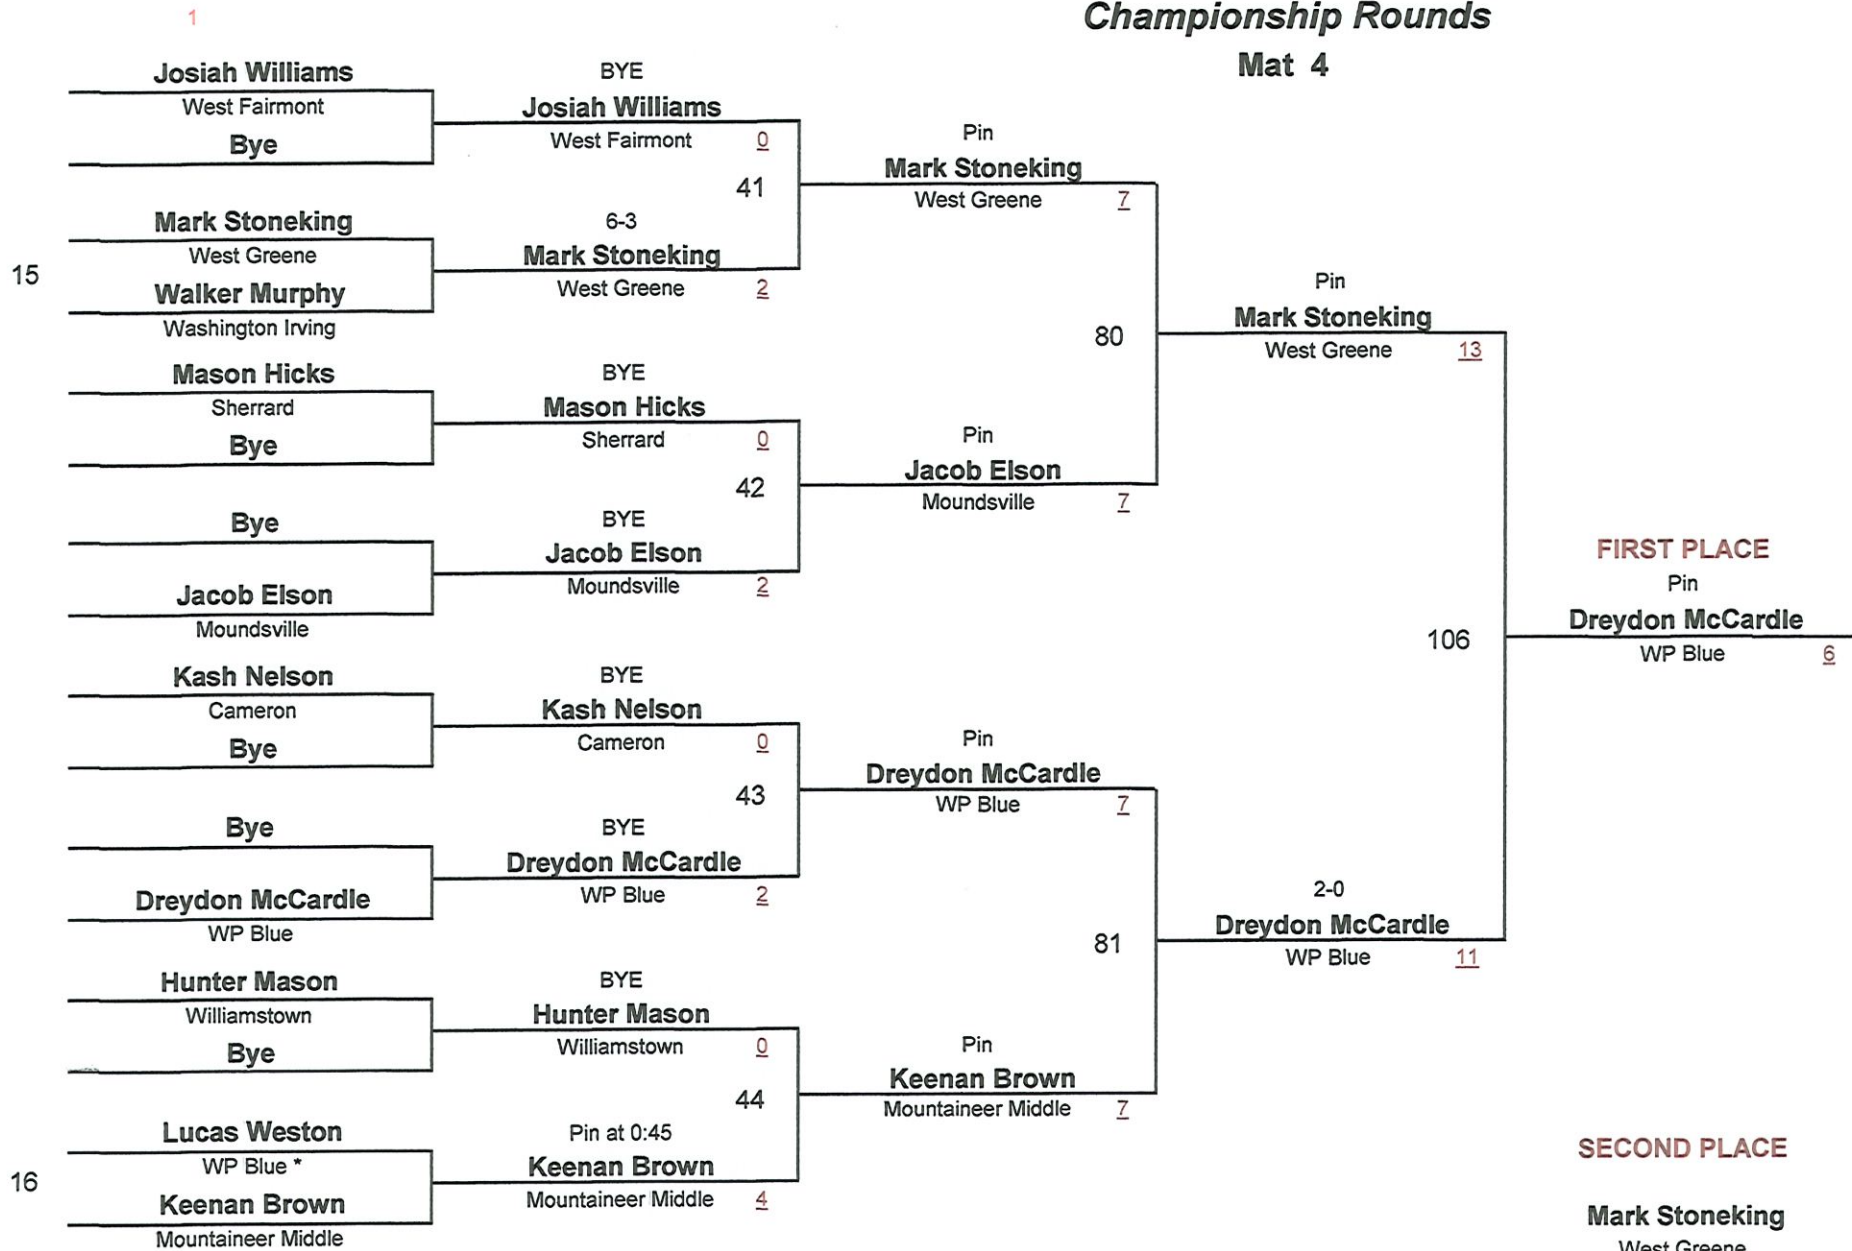 1
Championship Rounds
Mat 4
Josiah Williams
West Fairmont
Bye
15
Mark Stoneking
West Greene
Walker Murphy
Washington Irving
Mason Hicks
Sherrard
Bye
Bye
Jacob Elson
Moundsville
Kash Nelson
Cameron
Bye
Bye
Dreydon McCardle
WP Blue
Hunter Mason
Williamstown
Bye
16
Lucas Weston
WP Blue *
Keenan Brown
Mountaineer Middle
BYE
Josiah Williams
West Fairmont 0
41
6-3
Mark Stoneking
West Greene 2
BYE
Mason Hicks
Sherrard 0
42
BYE
Jacob Elson
Moundsville 2
BYE
Kash Nelson
Cameron 0
43
BYE
Dreydon McCardle
WP Blue 2
BYE
Hunter Mason
Williamstown 0
44
Pin at 0:45
Keenan Brown
Mountaineer Middle 4
Pin
Mark Stoneking
West Greene 7
80
Pin
Jacob Elson
Moundsville 7
Pin
Dreydon McCardle
WP Blue 7
81
Pin
Keenan Brown
Mountaineer Middle 7
Pin
Mark Stoneking
West Greene 13
106
2-0
Dreydon McCardle
WP Blue 11
FIRST PLACE
Pin
Dreydon McCardle
WP Blue 6
SECOND PLACE
Mark Stoneking
West Greene